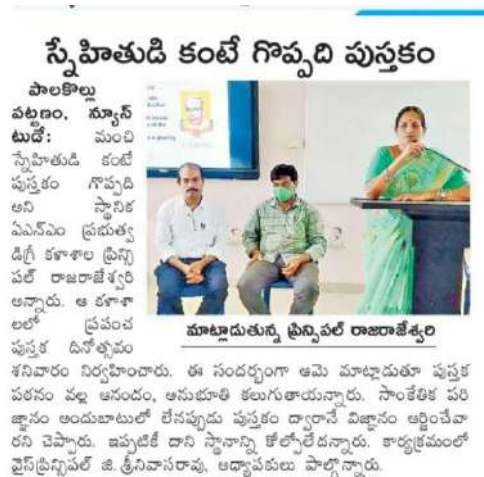 స్నేహితుడి కంటే గొప్పది పుస్తకం
పాలకొల్లు
పట్టణం, న్యూస్
టుడే: మంచి
స్నేహితుడి కంటే
పుస్తకం గొప్పది
అని స్థానిక
ఏఎన్ఎం ప్రభుత్వ
డిగ్రీ కళాశాల ప్రిన్సి
పల్ రాజరాజేశ్వరి
అన్నారు. ఆ కళాశా
లలో ప్రపంచ
పుస్తక దినోత్సవం
మాట్లాడుతున్న ప్రిన్సిపల్ రాజరాజేశ్వరి
శనివారం నిర్వహించారు. ఈ సందర్భంగా ఆమె మాట్లాడుతూ పుస్తక
పఠనం వల్ల ఆనందం, అనుభూతి కలుగుతాయన్నారు. సాంకేతిక పరి
జ్ఞానం అందుబాటులో లేనప్పుడు పుస్తకం ద్వారానే విజ్ఞానం ఆర్జించేవా
రని చెప్పారు. ఇప్పటికీ దాని స్థానాన్ని కోల్పోలేదన్నారు. కార్యక్రమంలో
వైస్‌ప్రిన్సిపల్ జి. శ్రీనివాసరావు, అధ్యాపకులు పాల్గొన్నారు.